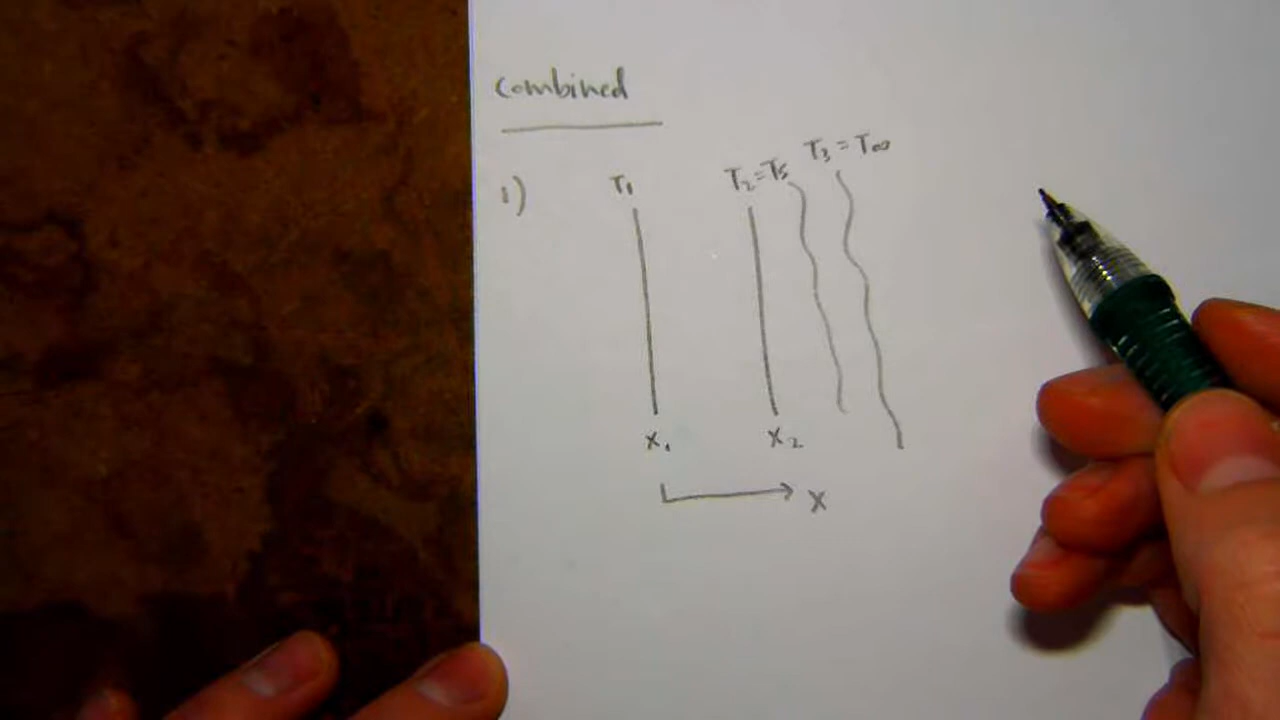 Combined
1) T₁ T₂=Ts T₃=T∞
x₁ x₂
x